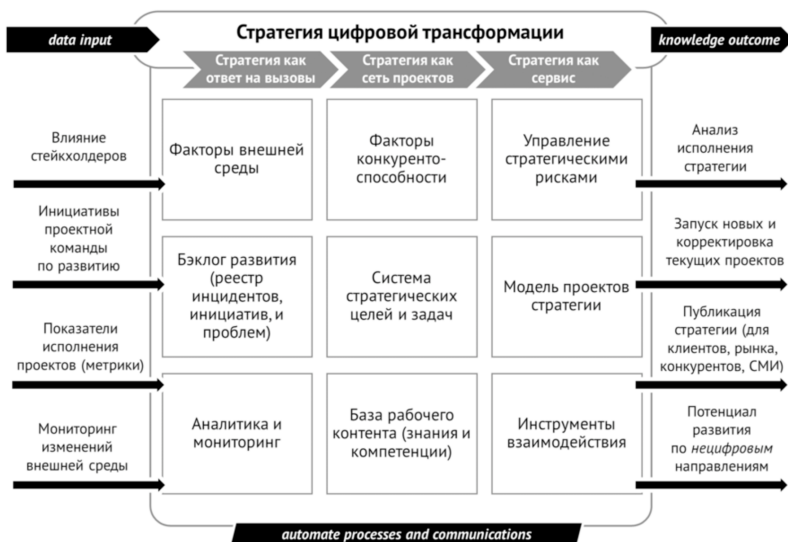 data input
Стратегия цифровой трансформации
knowledge outcome
Стратегия как
ответ на вызовы
Стратегия как
сеть проектов
Стратегия как
сервис
Влияние
стейкхолдеров
Инициативы
проектной
команды
по развитию
Показатели
исполнения
проектов (метрики)
Мониторинг
изменений
внешней среды
Факторы внешней
среды
Факторы
конкуренто-
способности
Управление
стратегическими
рисками
Бэклог развития
(реестр
инцидентов,
инициатив, и
проблем)
Система
стратегических
целей и задач
Модель проектов
стратегии
Аналитика и
мониторинг
База рабочего
контента (знания и
компетенции)
Инструменты
взаимодействия
Анализ
исполнения
стратегии
Запуск новых и
корректировка
текущих проектов
Публикация
стратегии (для
клиентов, рынка,
конкурентов, СМИ)
Потенциал
развития
по нецифровым
направлениям
automate processes and communications